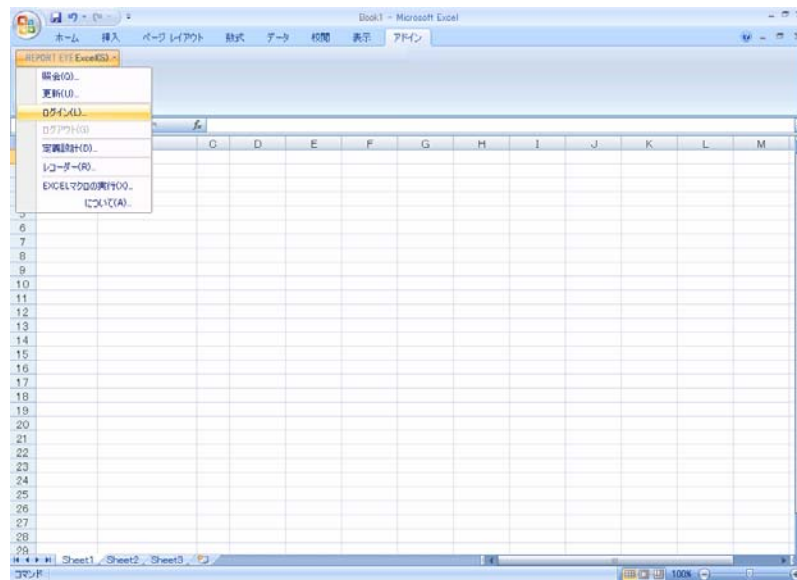 Book1 - Microsoft Excel
ホーム 挿入 ページ レイアウト 数式 データ 校閲 表示 アドイン
REPORT EYE Excel(S)
照会(Q)...
更新(U)...
ログイン(L)...
ログアウト(O)
定義設計(D)...
レコーダー(R)...
EXCELマクロの実行(X)...
について(A)...
fx
C D E F G H I J K L M
5
6
7
8
9
10
11
12
13
14
15
16
17
18
19
20
21
22
23
24
25
26
27
28
29
Sheet1 Sheet2 Sheet3
コマンド 100%